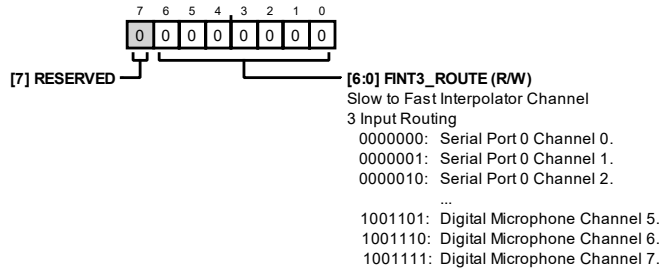 7 6 5 4 3 2 1 0
0 0 0 0 0 0 0 0
[7] RESERVED
[6:0] FINT3_ROUTE (R/W)
Slow to Fast Interpolator Channel
3 Input Routing
0000000: Serial Port 0 Channel 0.
0000001: Serial Port 0 Channel 1.
0000010: Serial Port 0 Channel 2.
...
1001101: Digital Microphone Channel 5.
1001110: Digital Microphone Channel 6.
1001111: Digital Microphone Channel 7.